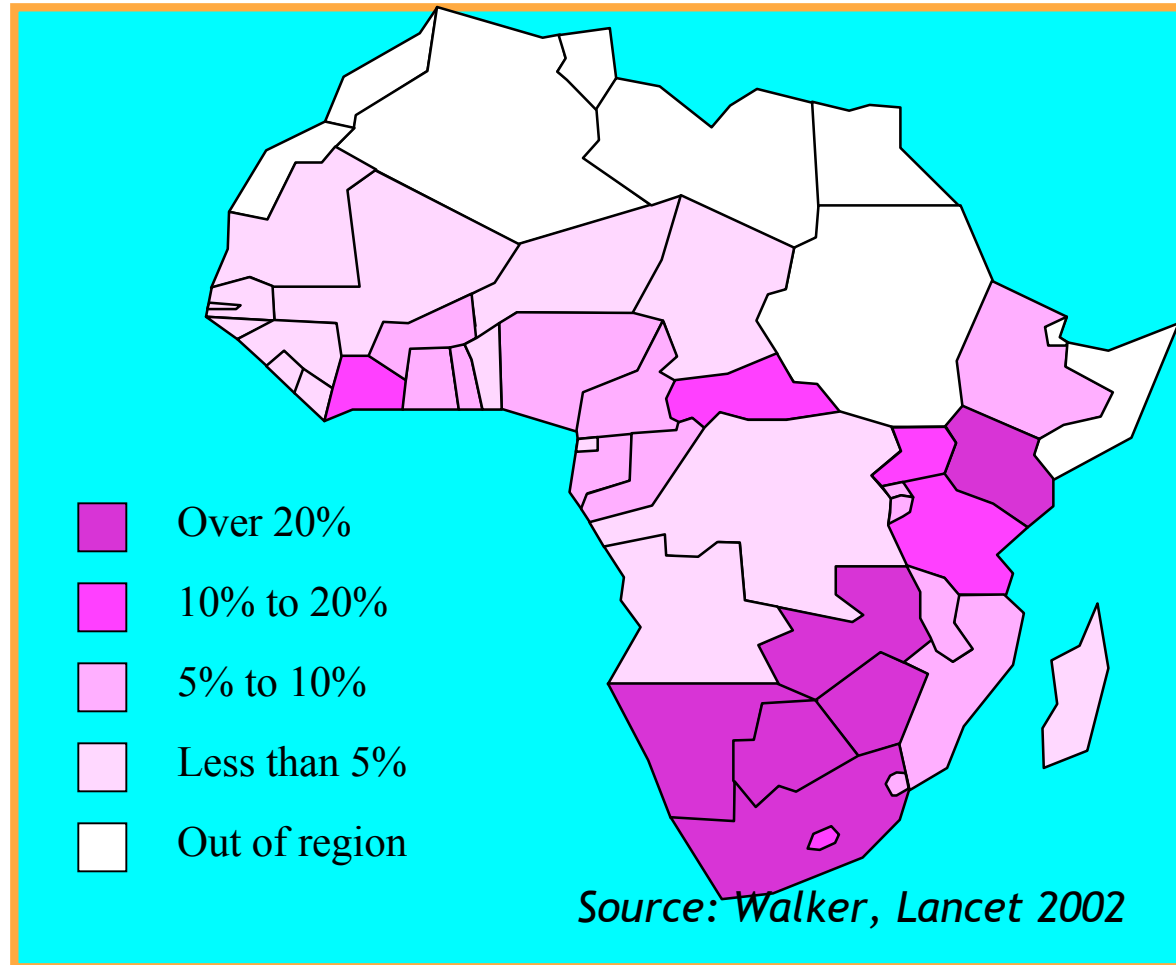 Over 20%
10% to 20%
5% to 10%
Less than 5%
Out of region
Source: Walker, Lancet 2002